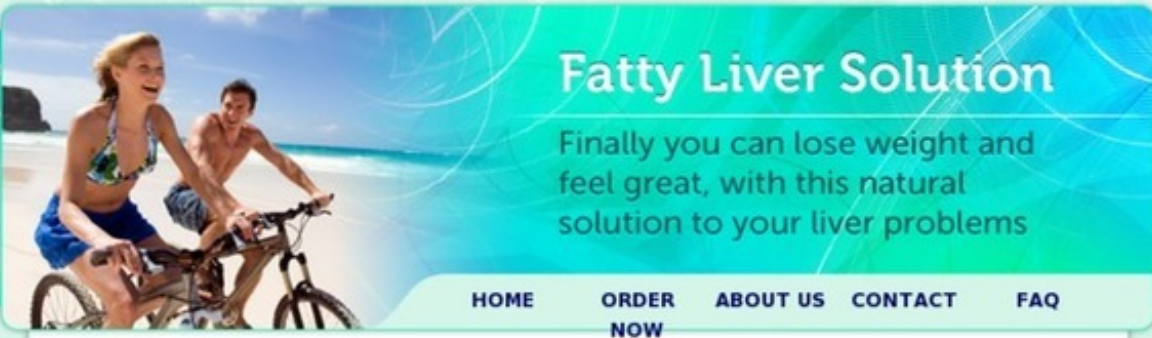 Fatty Liver Solution
Finally you can lose weight and
feel great, with this natural
solution to your liver problems
HOME ORDER NOW ABOUT US CONTACT FAQ